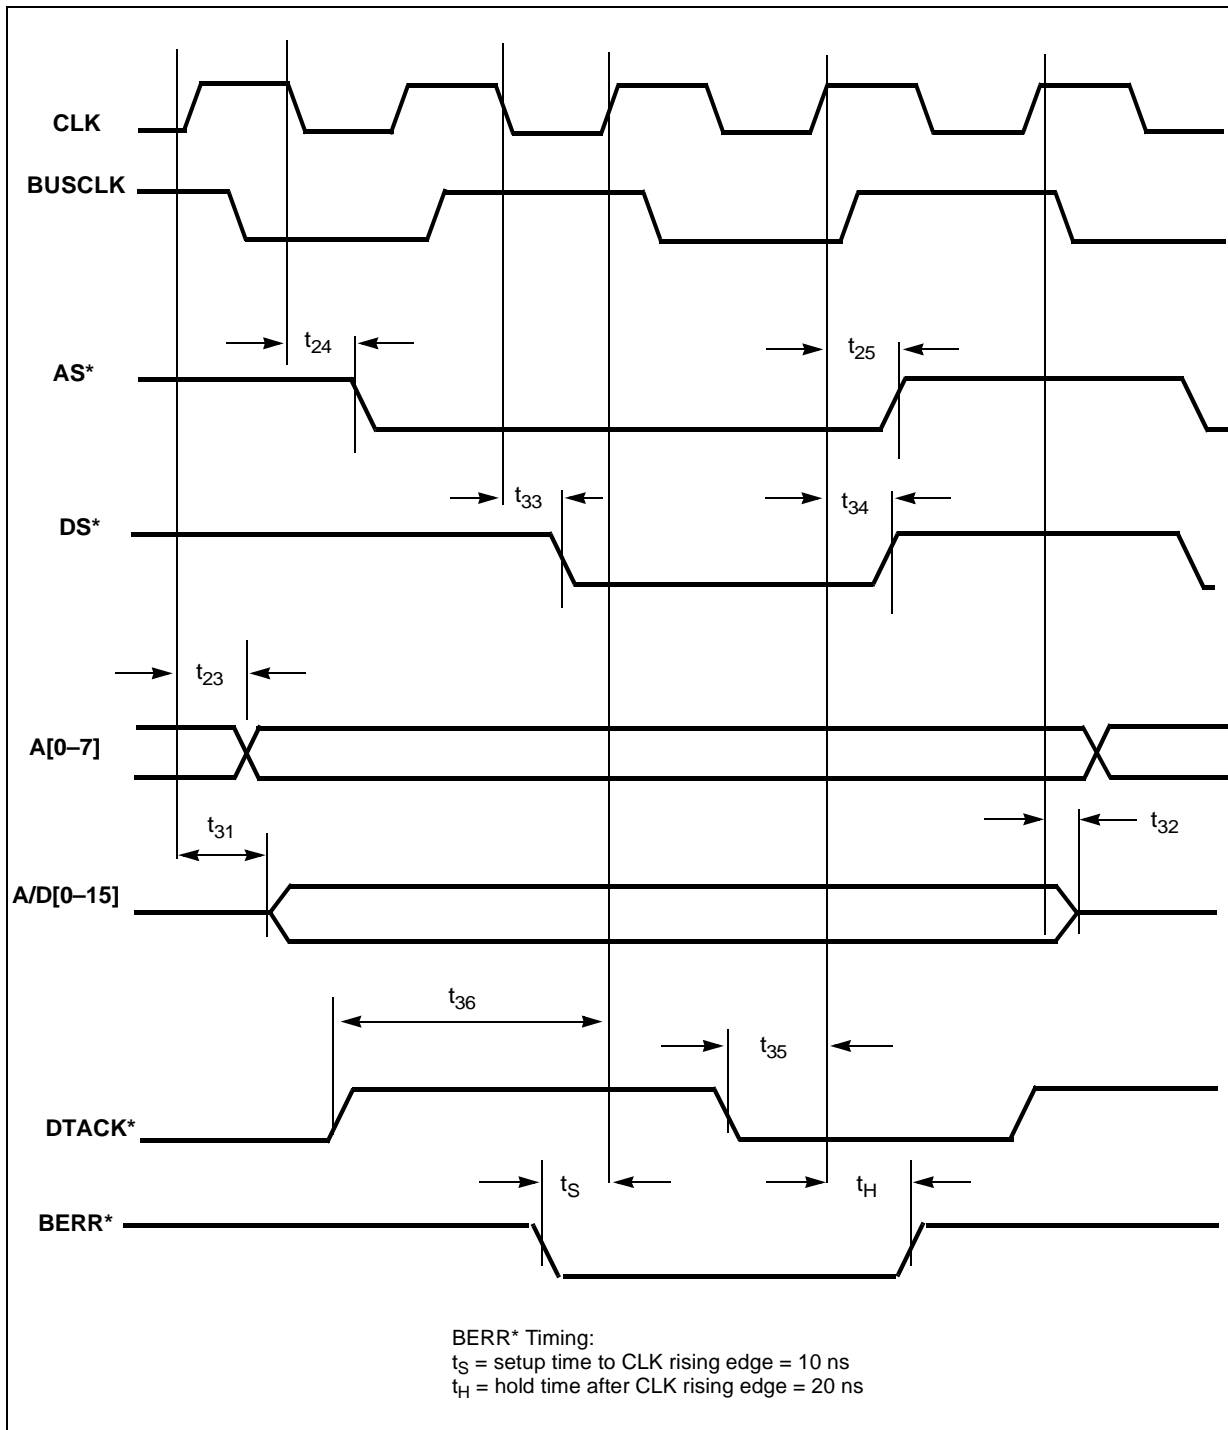 CLK
BUSCLK
t24
t25
AS*
t33
t34
DS*
t23
A[0–7]
t31
t32
A/D[0–15]
t36
t35
DTACK*
tS
tH
BERR*
BERR* Timing:
tS = setup time to CLK rising edge = 10 ns
tH = hold time after CLK rising edge = 20 ns